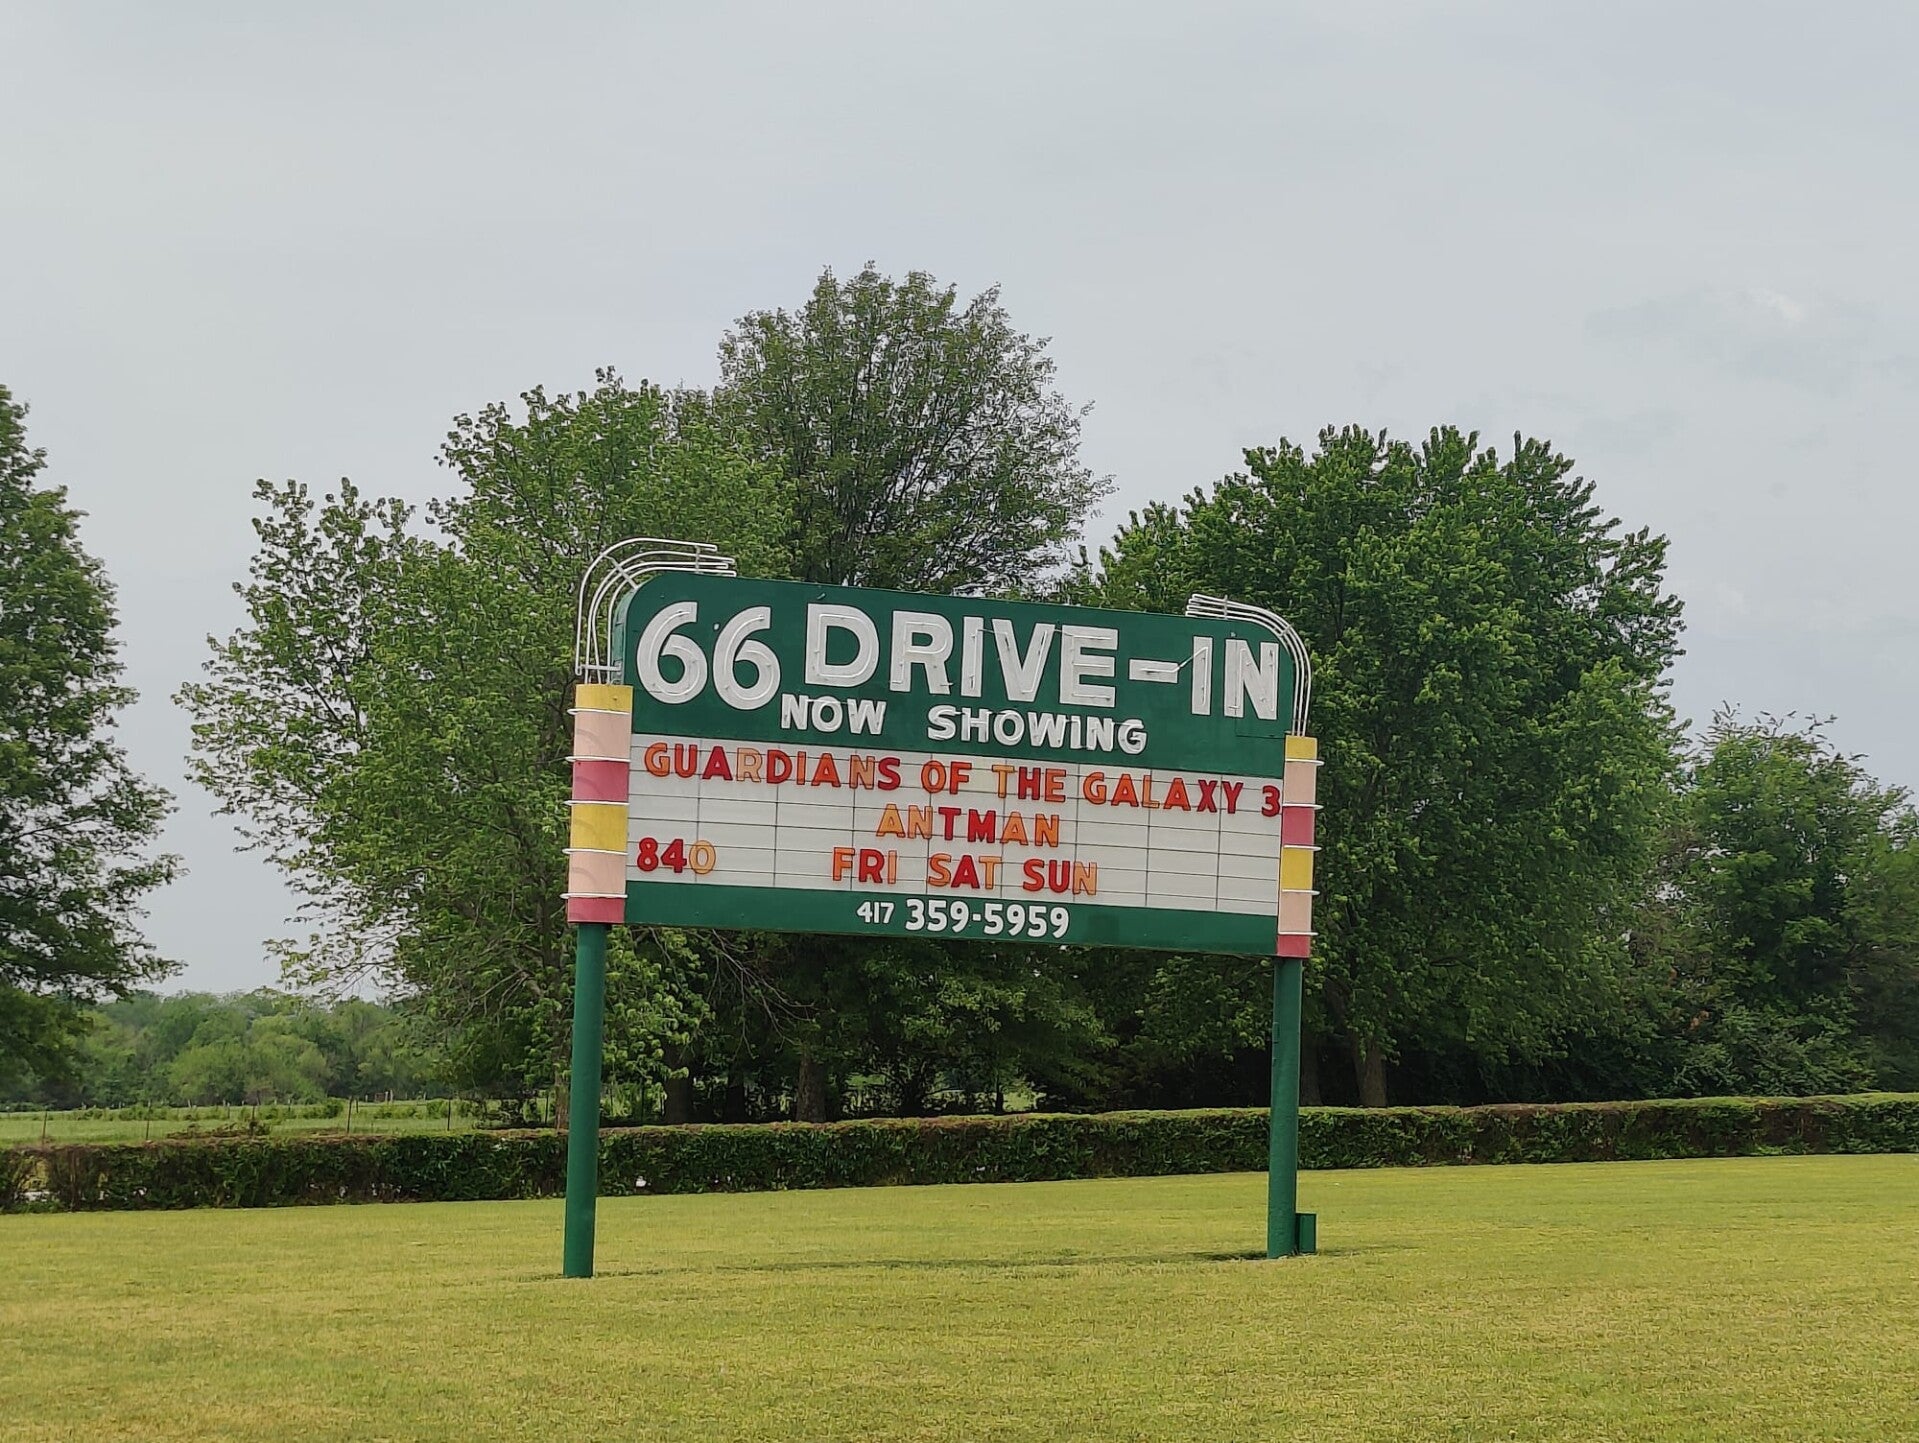 66 DRIVE-IN
NOW SHOWING
GUARDIANS OF THE GALAXY 3
ANTMAN
840 FRI SAT SUN
417 359-5959